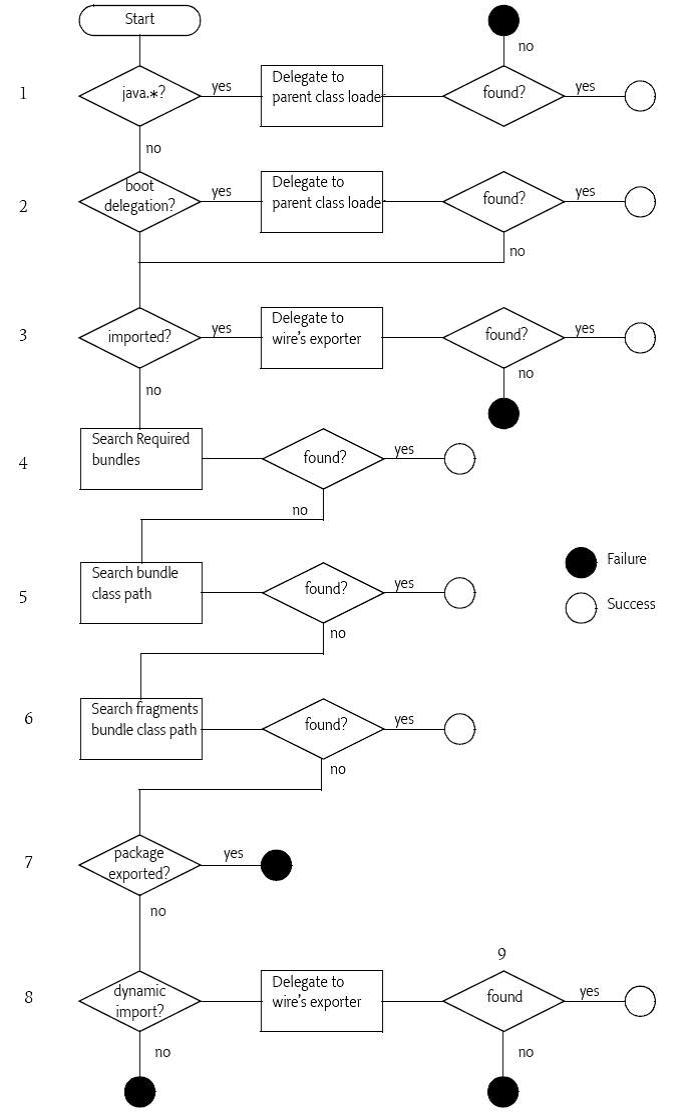 Start
no
1
java.*?
yes
Delegate to
parent class loader
found?
yes
no
2
boot
delegation?
yes
Delegate to
parent class loader
found?
yes
no
3
imported?
yes
Delegate to
wire's exporter
found?
yes
no
no
4
Search Required
bundles
found?
yes
no
5
Search bundle
class path
found?
yes
no
Failure
Success
6
Search fragments
bundle class path
found?
yes
no
7
package
exported?
yes
no
8
dynamic
import?
Delegate to
wire's exporter
9
found
yes
no
no